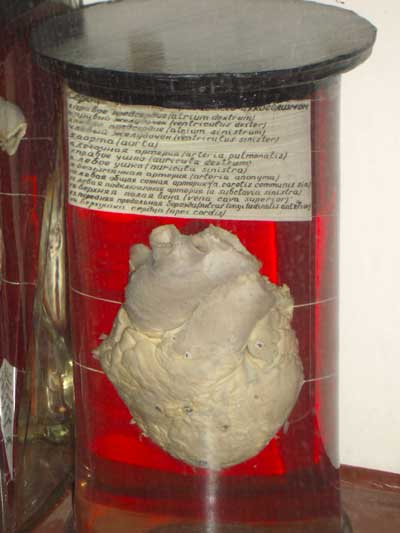 правое предсердие (atrium dextrum)
правый желудочек (ventriculus dexter)
левое предсердие (atrium sinistrum)
левый желудочек (ventriculus sinister)
аорта (aorta)
легочная артерия (arteria pulmonalis)
правое ушко (auricula dextrum)
левое ушко (auricula sinistra)
безымянная артерия (arteria anonyma)
левая общая сонная артерия (a. carotis communis sin)
левая подключичная артерия (a. subclavia sinistra)
верхняя полая вена (vena cava superior)
передняя продольная борозда (sulcus longitudinalis anterior)
верхушка сердца (apex cordis)